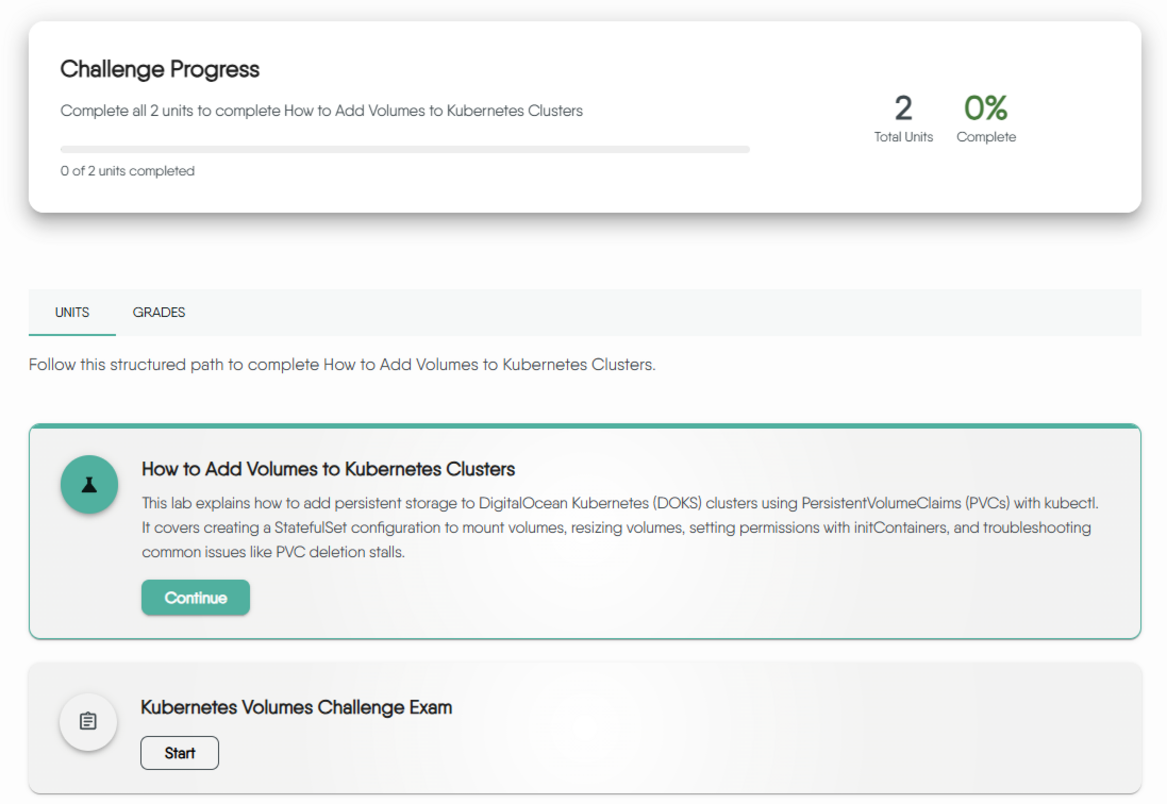 Challenge Progress
Complete all 2 units to complete How to Add Volumes to Kubernetes Clusters
0 of 2 units completed
2
Total Units
0%
Complete
UNITS
GRADES
Follow this structured path to complete How to Add Volumes to Kubernetes Clusters.
How to Add Volumes to Kubernetes Clusters
This lab explains how to add persistent storage to DigitalOcean Kubernetes (DOKS) clusters using PersistentVolumeClaims (PVCs) with kubectl.
It covers creating a StatefulSet configuration to mount volumes, resizing volumes, setting permissions with initContainers, and troubleshooting
common issues like PVC deletion stalls.
Continue
Kubernetes Volumes Challenge Exam
Start